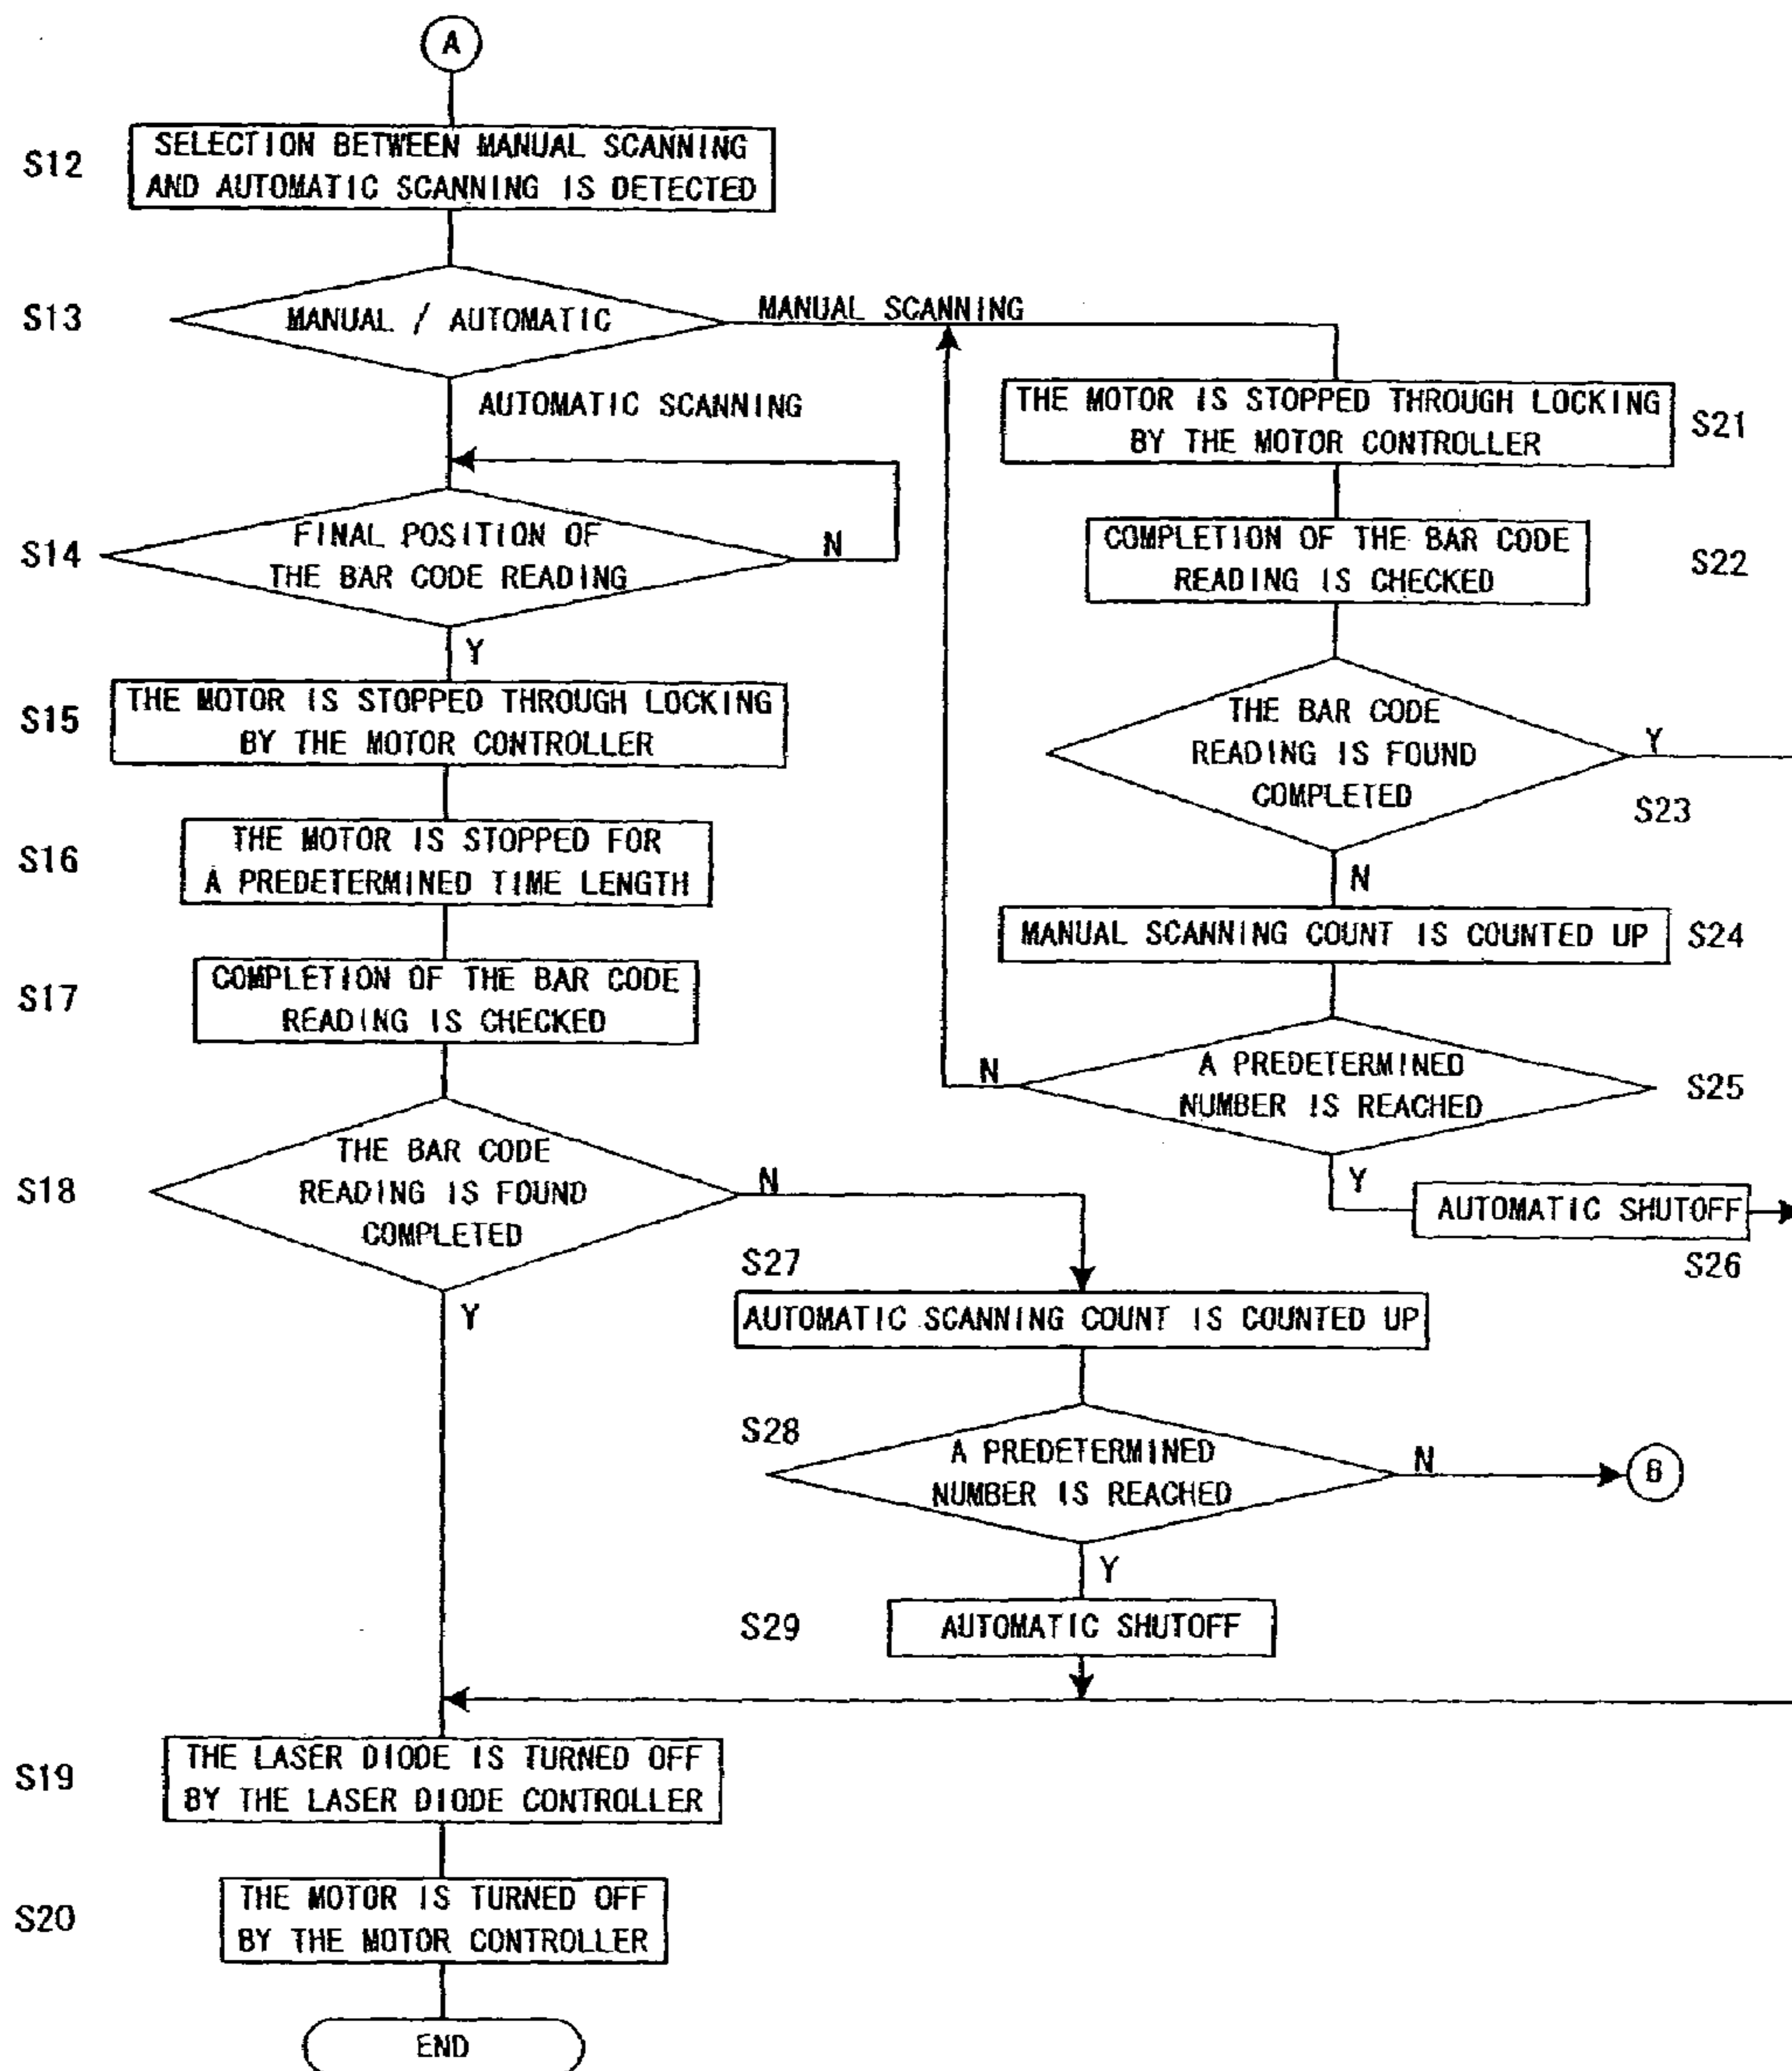 A
S12
SELECTION BETWEEN MANUAL SCANNING
AND AUTOMATIC SCANNING IS DETECTED
S13
MANUAL / AUTOMATIC
MANUAL SCANNING
AUTOMATIC SCANNING
S14
FINAL POSITION OF
THE BAR CODE READING
N
Y
S15
THE MOTOR IS STOPPED THROUGH LOCKING
BY THE MOTOR CONTROLLER
S16
THE MOTOR IS STOPPED FOR
A PREDETERMINED TIME LENGTH
S17
COMPLETION OF THE BAR CODE
READING IS CHECKED
S18
THE BAR CODE
READING IS FOUND
COMPLETED
N
Y
THE MOTOR IS STOPPED THROUGH LOCKING
BY THE MOTOR CONTROLLER
S21
COMPLETION OF THE BAR CODE
READING IS CHECKED
S22
THE BAR CODE
READING IS FOUND
COMPLETED
Y
S23
N
MANUAL SCANNING COUNT IS COUNTED UP
S24
A PREDETERMINED
NUMBER IS REACHED
N
S25
Y
AUTOMATIC SHUTOFF
S26
S27
AUTOMATIC SCANNING COUNT IS COUNTED UP
S28
A PREDETERMINED
NUMBER IS REACHED
N
B
Y
S29
AUTOMATIC SHUTOFF
S19
THE LASER DIODE IS TURNED OFF
BY THE LASER DIODE CONTROLLER
S20
THE MOTOR IS TURNED OFF
BY THE MOTOR CONTROLLER
END